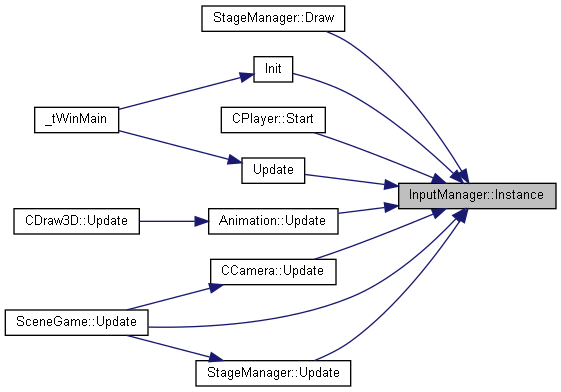 StageManager::Draw
Init
_tWinMain
CPlayer::Start
Update
InputManager::Instance
CDraw3D::Update
Animation::Update
CCamera::Update
SceneGame::Update
StageManager::Update